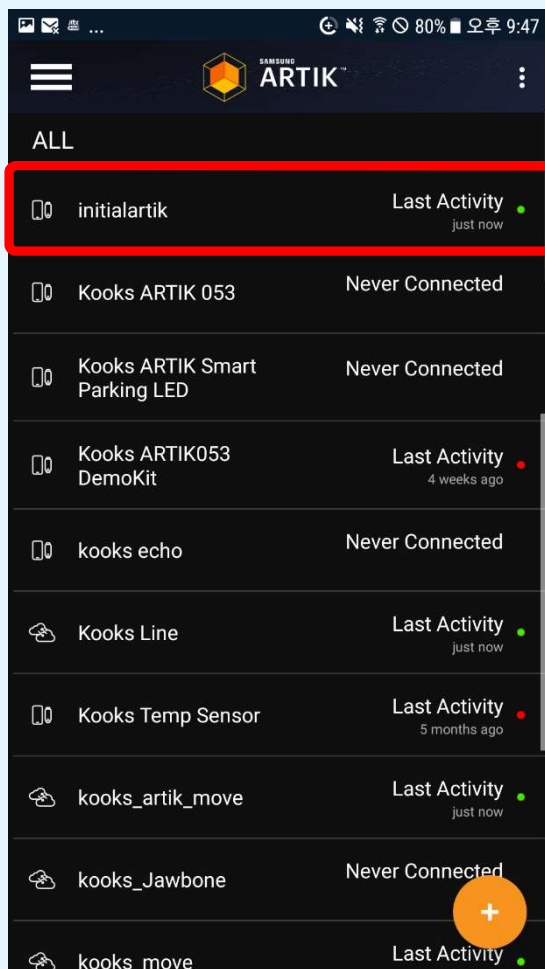 ... 80% 오후 9:47
SAMSUNG
ARTIK™
ALL
initialartik
Last Activity
just now
Kooks ARTIK 053
Never Connected
Kooks ARTIK Smart
Parking LED
Never Connected
Kooks ARTIK053
DemoKit
Last Activity
4 weeks ago
kooks echo
Never Connected
Kooks Line
Last Activity
just now
Kooks Temp Sensor
Last Activity
5 months ago
kooks_artik_move
Last Activity
just now
kooks_Jawbone
Never Connected
+
kooks_move
Last Activity